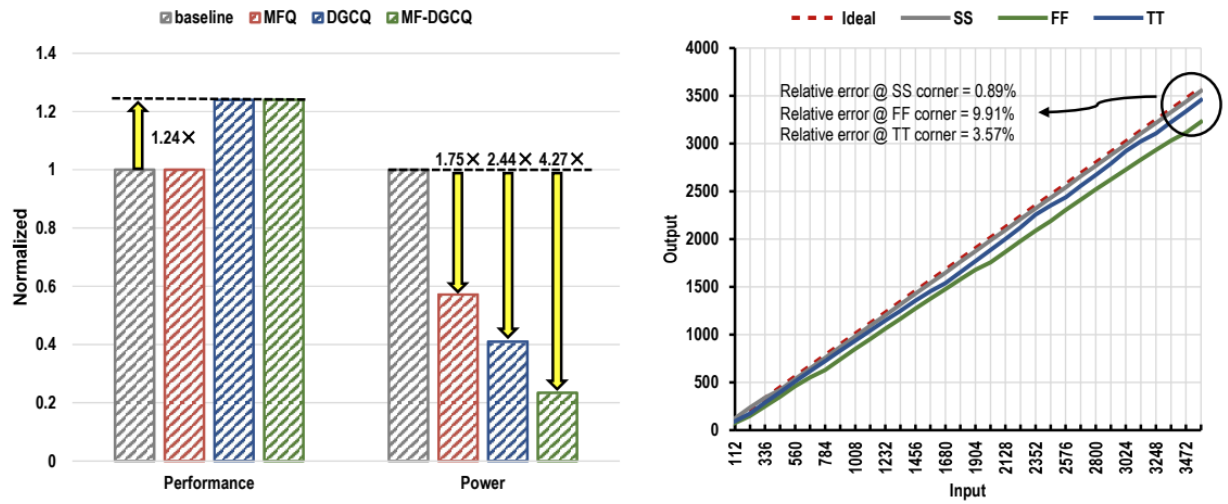 baseline MFQ DGCQ MF-DGCQ
1.4
1.2
1
0.8
0.6
0.4
0.2
0
Normalized
1.24×
1.75× 2.44× 4.27×
Performance Power
Ideal SS FF TT
4000
3500
3000
2500
2000
1500
1000
500
0
Output
Relative error @ SS corner = 0.89%
Relative error @ FF corner = 9.91%
Relative error @ TT corner = 3.57%
112 336 560 784 1008 1232 1456 1680 1904 2128 2352 2576 2800 3024 3248 3472
Input